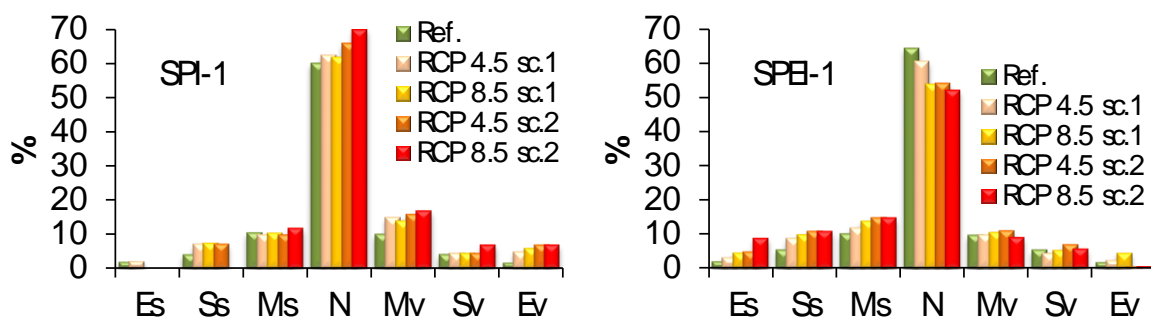 70
60
50
40
30
20
10
0
%
SPI-1
Ref.
RCP 4.5 sc.1
RCP 8.5 sc.1
RCP 4.5 sc.2
RCP 8.5 sc.2
Es Ss Ms N Mv Sv Ev
70
60
50
40
30
20
10
0
%
SPEI-1
Ref.
RCP 4.5 sc.1
RCP 8.5 sc.1
RCP 4.5 sc.2
RCP 8.5 sc.2
Es Ss Ms N Mv Sv Ev